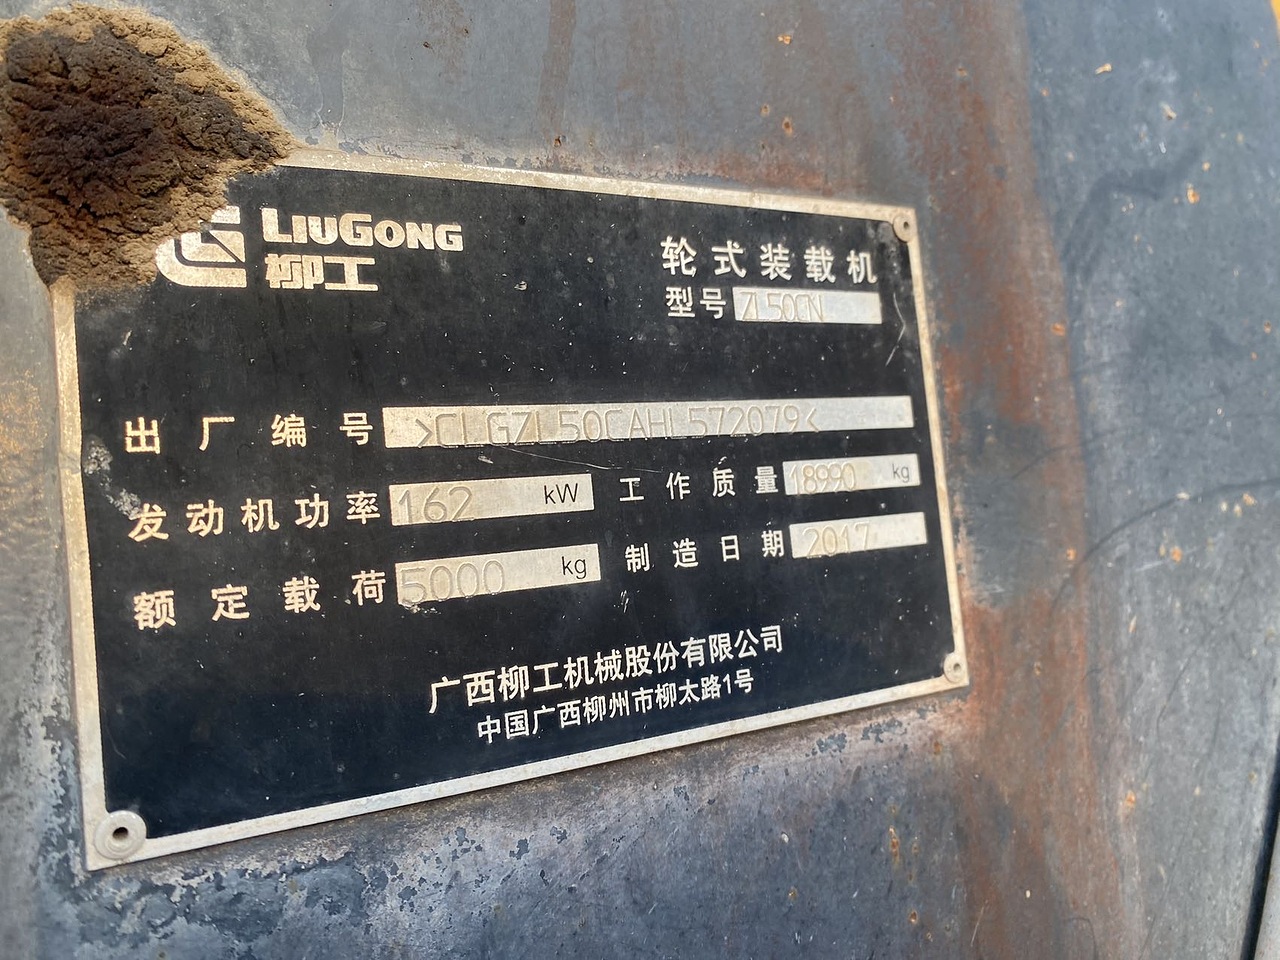 LIUGONG
柳工
轮式装载机
型号 ZL50CN
出厂编号 >CLGZL50CAHL572079<
发动机功率 162 kW 工作质量 18990 kg
额定载荷 5000 kg 制造日期 2017
广西柳工机械股份有限公司
中国广西柳州市柳太路1号